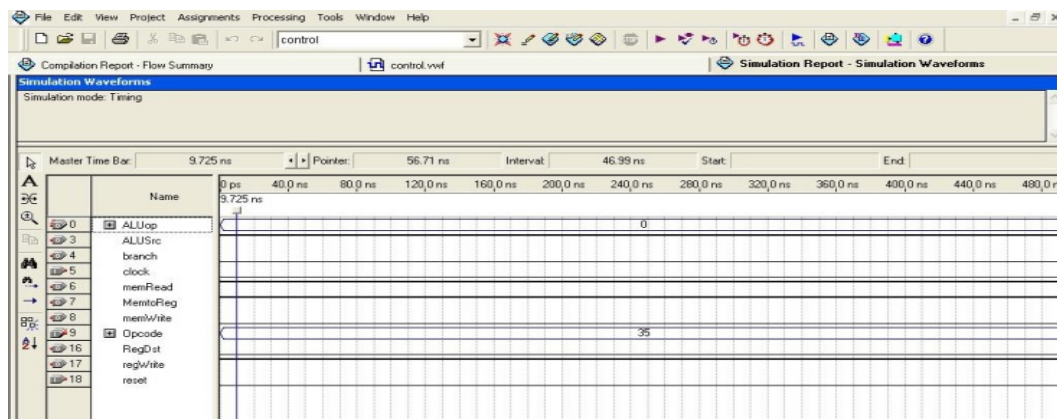 File Edit View Project Assignments Processing Tools Window Help
control
Compilation Report - Flow Summary control.vwf Simulation Report - Simulation Waveforms
Simulation Waveforms
Simulation mode: Timing
Master Time Bar: 9.725 ns Pointer: 56.71 ns Interval: 46.99 ns Start: End:
Name 0 ps 40.0 ns 80.0 ns 120.0 ns 160.0 ns 200.0 ns 240.0 ns 280.0 ns 320.0 ns 360.0 ns 400.0 ns 440.0 ns 480.0 n
9.725 ns
0 ALUop 0
3 ALUSrc
4 branch
5 clock
6 memRead
7 MemtoReg
8 memWrite
9 Opcode 35
16 RegDst
17 regWrite
18 reset